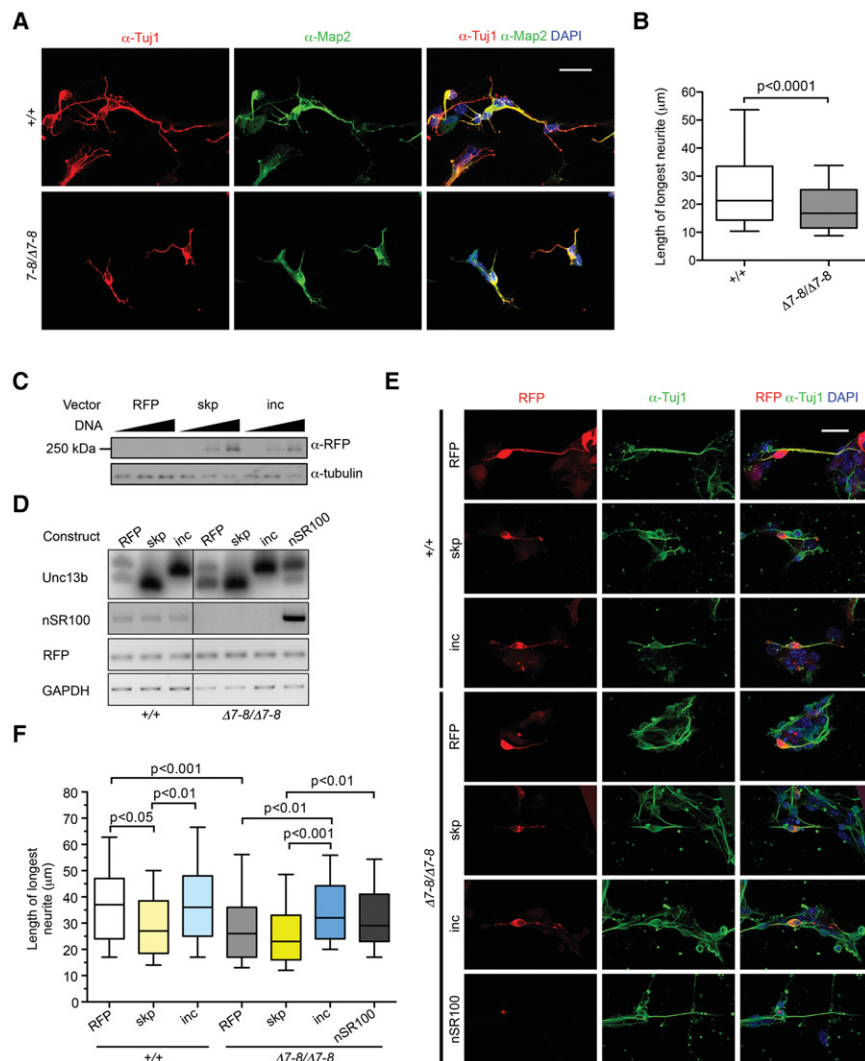 A
α-Tuj1
α-Map2
α-Tuj1 α-Map2 DAPI
+/+
7-8/Δ7-8
B
p<0.0001
Length of longest neurite (μm)
60
50
40
30
20
10
0
+/+
Δ7-8/Δ7-8
C
Vector RFP skp inc
DNA
250 kDa
α-RFP
α-tubulin
D
Construct RFP skp inc RFP skp inc nSR100
Unc13b
nSR100
RFP
GAPDH
+/+ Δ7-8/Δ7-8
E
RFP
α-Tuj1
RFP α-Tuj1 DAPI
+/+
RFP
skp
inc
Δ7-8/Δ7-8
RFP
skp
inc
nSR100
F
p<0.001
p<0.01
p<0.05
p<0.01
p<0.01
p<0.001
Length of longest
neurite (μm)
80
70
60
50
40
30
20
10
0
RFP skp inc RFP skp inc nSR100
+/+ Δ7-8/Δ7-8